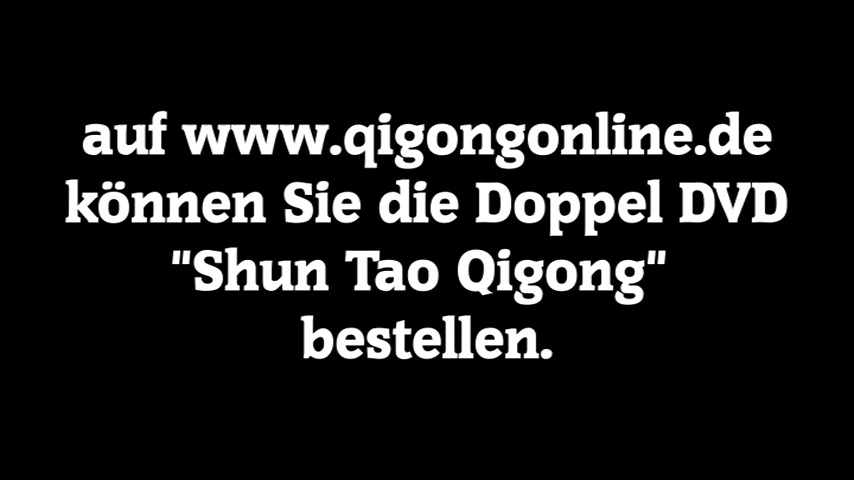 auf www.qigongonline.de
können Sie die Doppel DVD
"Shun Tao Qigong"
bestellen.